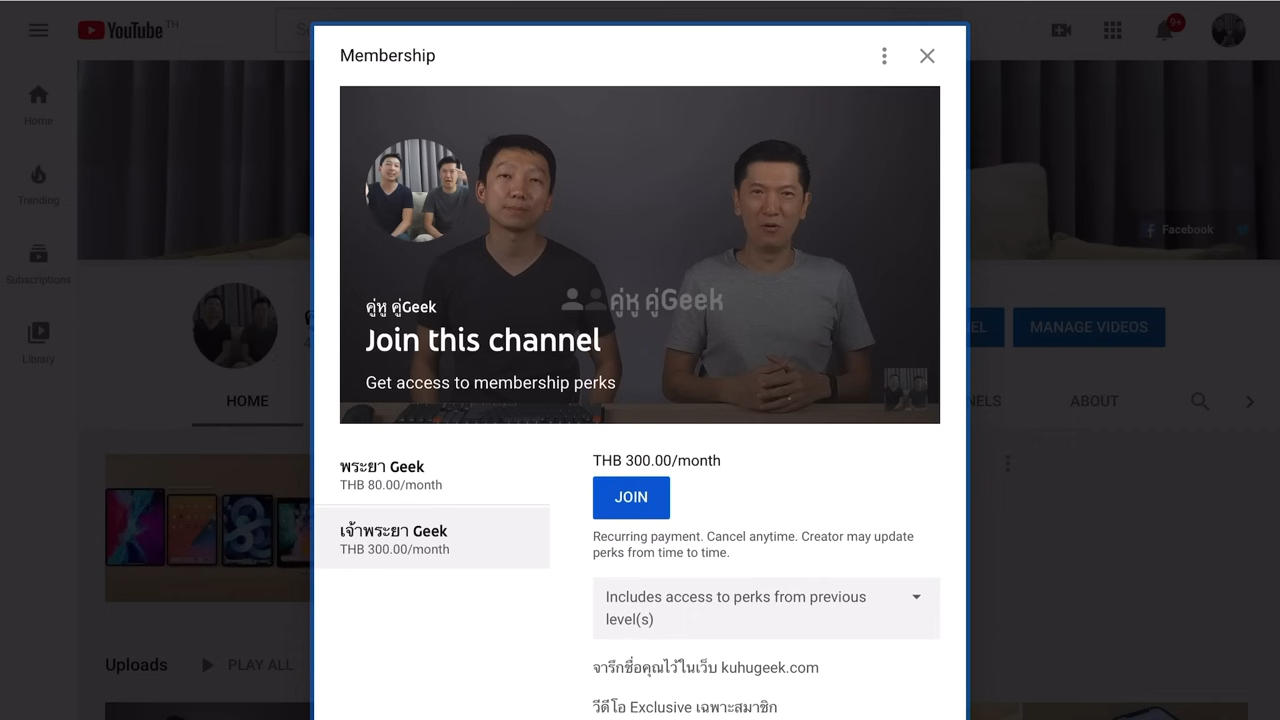 YouTube TH
9+
Membership
Home
Trending
Subscriptions
Library
Facebook
คู่หู คู่Geek
คู่หู คู่Geek
Join this channel
Get access to membership perks
MANAGE VIDEOS
HOME
ABOUT
พระยา Geek
THB 80.00/month
เจ้าพระยา Geek
THB 300.00/month
THB 300.00/month
JOIN
Recurring payment. Cancel anytime. Creator may update
perks from time to time.
Includes access to perks from previous
level(s)
จารึกชื่อคุณไว้ในเว็บ kuhugeek.com
วีดีโอ Exclusive เฉพาะสมาชิก
Uploads
PLAY ALL